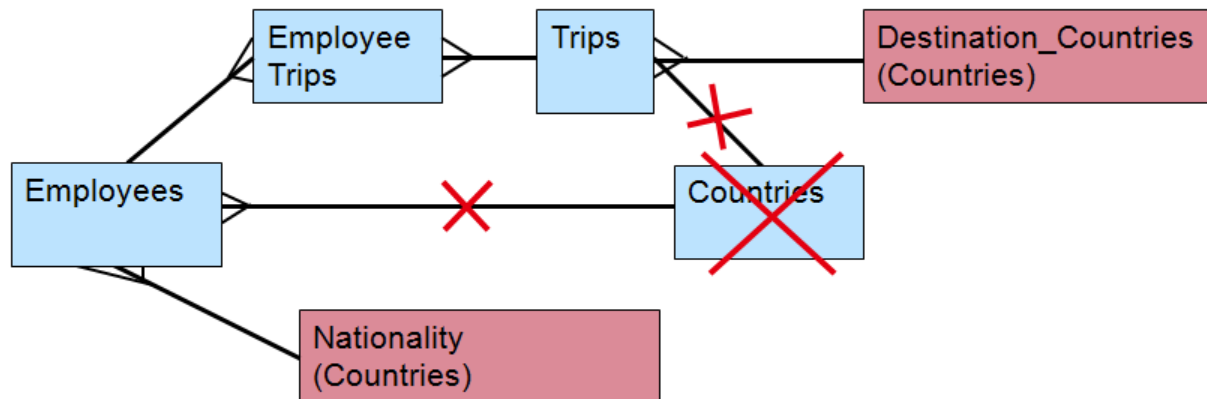 Employee
Trips
Trips
Destination_Countries
(Countries)
Employees
Countries
Nationality
(Countries)